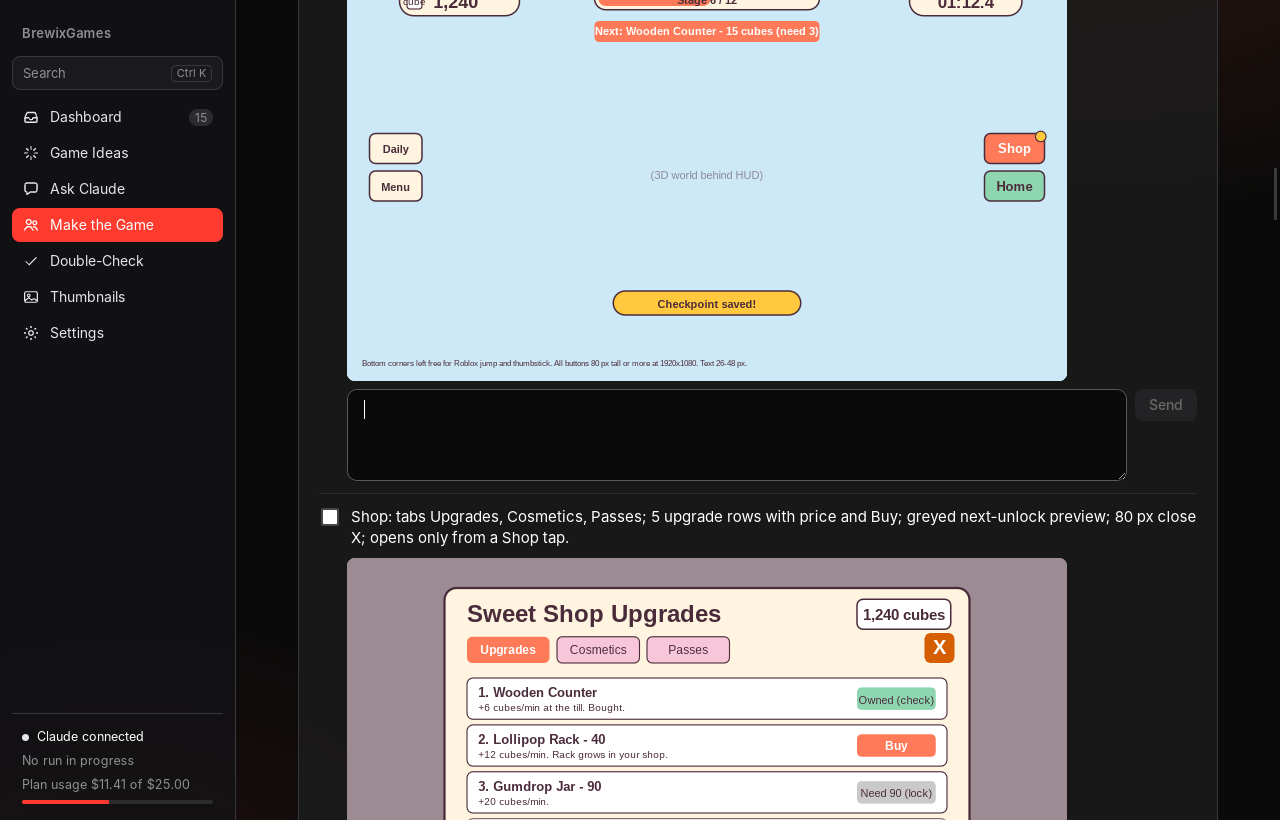 BrewixGames
Search
Ctrl K
Dashboard
15
Game Ideas
Ask Claude
Make the Game
Double-Check
Thumbnails
Settings
Claude connected
No run in progress
Plan usage $11.41 of $25.00
cube
1,240
Stage 6 / 12
01:12.4
Next: Wooden Counter - 15 cubes (need 3)
Daily
Menu
(3D world behind HUD)
Shop
Home
Checkpoint saved!
Bottom corners left free for Roblox jump and thumbstick. All buttons 80 px tall or more at 1920x1080. Text 26-48 px.
Send
Shop: tabs Upgrades, Cosmetics, Passes; 5 upgrade rows with price and Buy; greyed next-unlock preview; 80 px close
X; opens only from a Shop tap.
Sweet Shop Upgrades
1,240 cubes
Upgrades
Cosmetics
Passes
X
1. Wooden Counter
+6 cubes/min at the till. Bought.
Owned (check)
2. Lollipop Rack - 40
+12 cubes/min. Rack grows in your shop.
Buy
3. Gumdrop Jar - 90
+20 cubes/min.
Need 90 (lock)